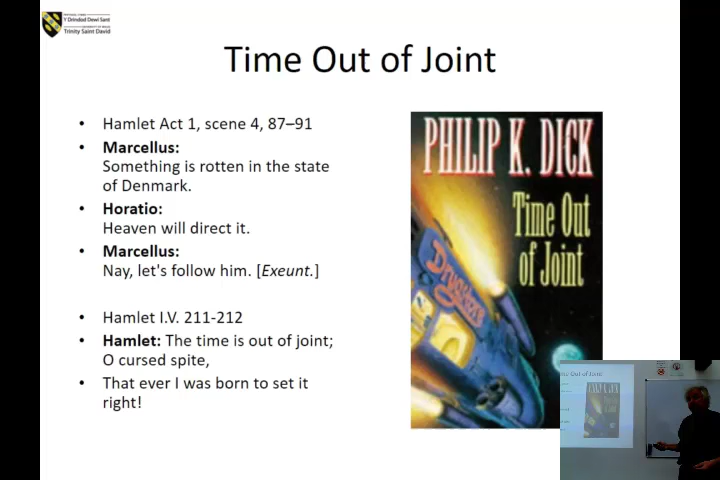 Y Drindod Dewi Sant
Trinity Saint David
Time Out of Joint
• Hamlet Act 1, scene 4, 87–91
• Marcellus:
Something is rotten in the state
of Denmark.
• Horatio:
Heaven will direct it.
• Marcellus:
Nay, let's follow him. [Exeunt.]
• Hamlet I.V. 211-212
• Hamlet: The time is out of joint;
O cursed spite,
• That ever I was born to set it
right!
PHILIP K. DICK
Time Out
of Joint